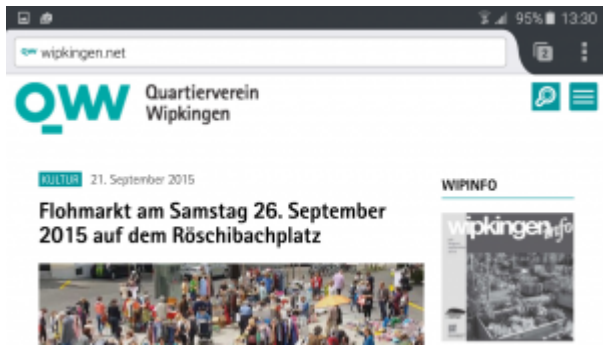 95% 13:30
wipkingen.net
2
QW
Quartierverein
Wipkingen
KULTUR 21. September 2015
Flohmarkt am Samstag 26. September
2015 auf dem Röschibachplatz
WIPINFO
wipkingen info